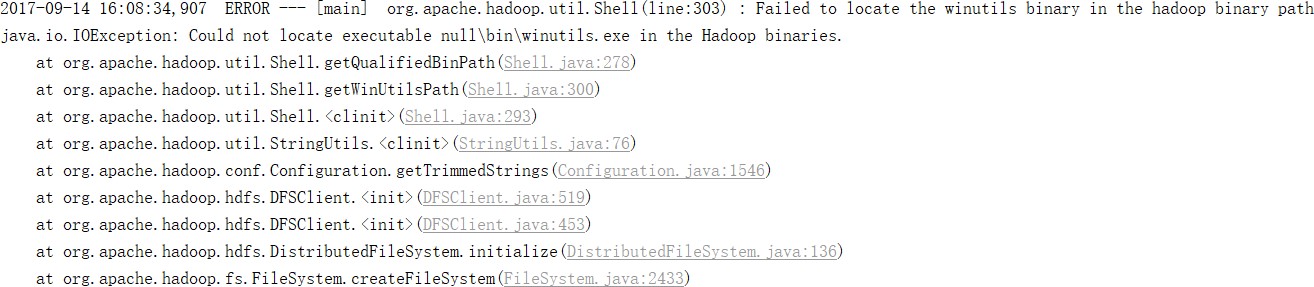 2017-09-14 16:08:34,907  ERROR --- [main]  org.apache.hadoop.util.Shell(line:303) : Failed to locate the winutils binary in the hadoop binary path
java.io.IOException: Could not locate executable null\bin\winutils.exe in the Hadoop binaries.
    at org.apache.hadoop.util.Shell.getQualifiedBinPath(Shell.java:278)
    at org.apache.hadoop.util.Shell.getWinUtilsPath(Shell.java:300)
    at org.apache.hadoop.util.Shell.<clinit>(Shell.java:293)
    at org.apache.hadoop.util.StringUtils.<clinit>(StringUtils.java:76)
    at org.apache.hadoop.conf.Configuration.getTrimmedStrings(Configuration.java:1546)
    at org.apache.hadoop.hdfs.DFSClient.<init>(DFSClient.java:519)
    at org.apache.hadoop.hdfs.DFSClient.<init>(DFSClient.java:453)
    at org.apache.hadoop.hdfs.DistributedFileSystem.initialize(DistributedFileSystem.java:136)
    at org.apache.hadoop.fs.FileSystem.createFileSystem(FileSystem.java:2433)